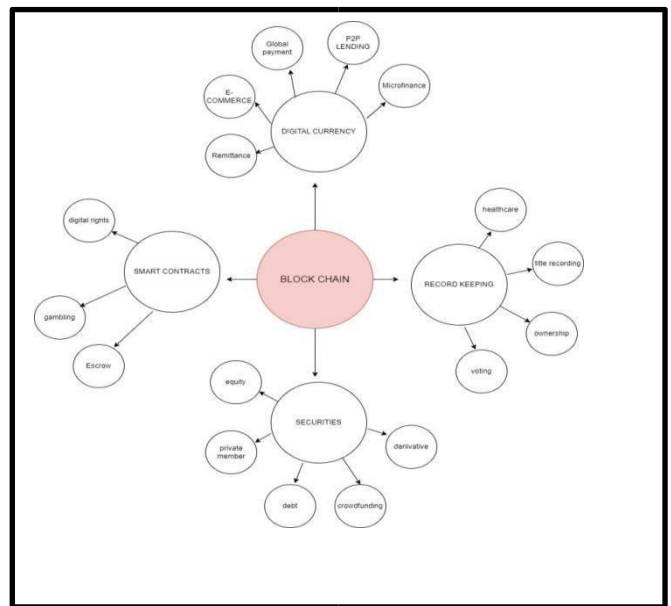 P2P
LENDING
Global
payment
Microfinance
E-
COMMERCE
DIGITAL CURRENCY
Remittance
healthcare
digital rights
title recording
SMART CONTRACTS
BLOCK CHAIN
RECORD KEEPING
gambling
ownership
Escrow
voting
equity
SECURITIES
private
member
deriivative
debt
crowdfunding